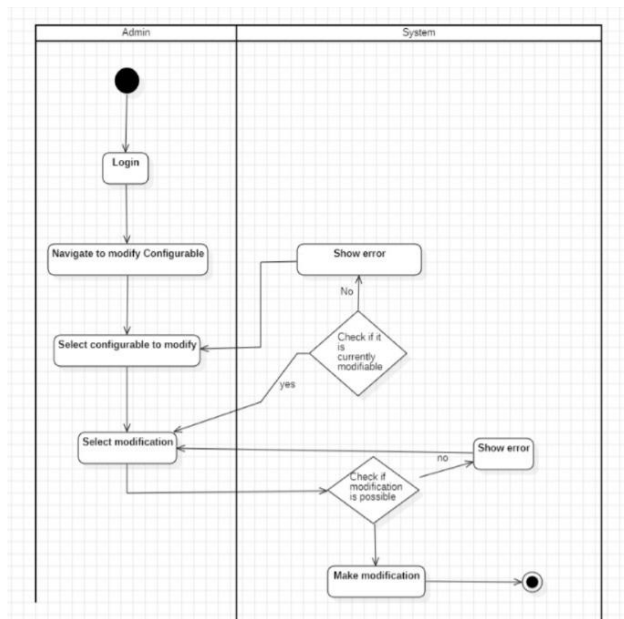 Admin
System
Login
Navigate to modify Configurable
Show error
No
Check if it
is
currently
modifiable
Select configurable to modify
yes
Select modification
Show error
no
Check if
modification
is possible
Make modification